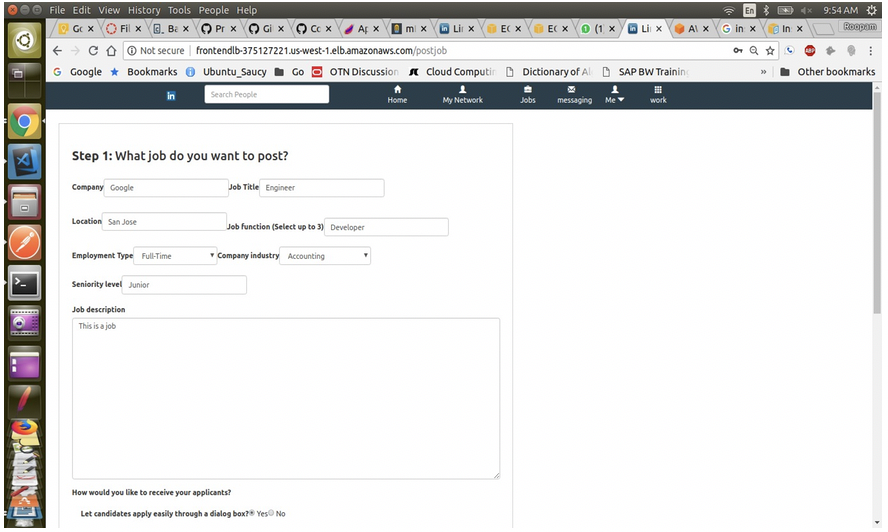 File Edit View History Tools People Help
En 9:54 AM
Fil Ba Pr Gi Co Ap Li EC EC (1) Li in In Roopam
Not secure frontendlb-375127221.us-west-1.elb.amazonaws.com/postjob
ABP
Google Bookmarks Ubuntu_Saucy Go OTN Discussion Cloud Computin Dictionary of Al SAP BW Training » Other bookmarks
in Search People Home My Network Jobs messaging Me work
Step 1: What job do you want to post?
Company Google Job Title Engineer
Location San Jose Job function (Select up to 3) Developer
Employment Type Full-Time Company industry Accounting
Seniority level Junior
Job description
This is a job
How would you like to receive your applicants?
Let candidates apply easily through a dialog box? Yes No